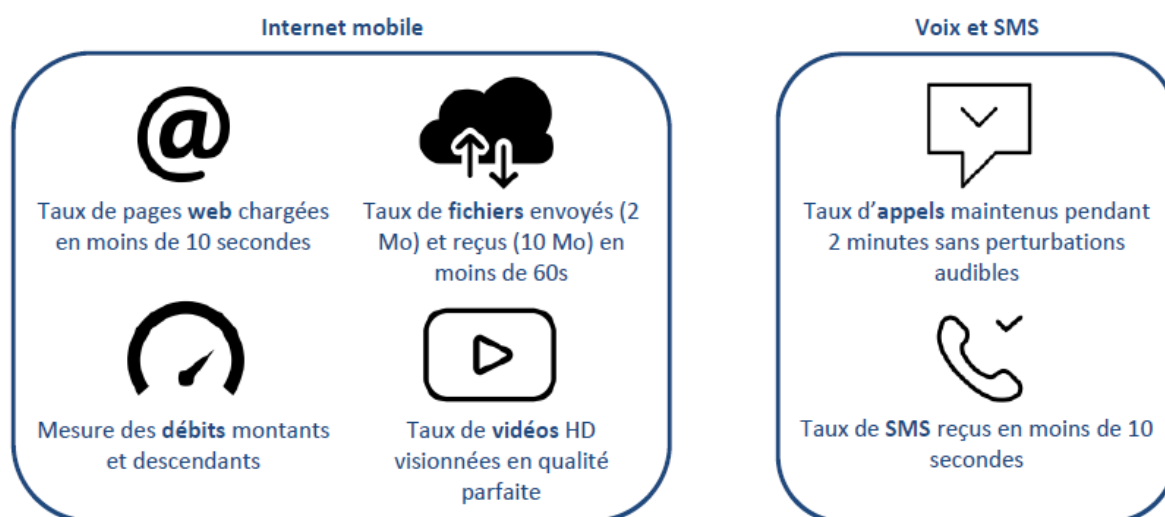 Internet mobile
Taux de pages web chargées
en moins de 10 secondes
Taux de fichiers envoyés (2
Mo) et reçus (10 Mo) en
moins de 60s
Mesure des débits montants
et descendants
Taux de vidéos HD
visionnées en qualité
parfaite
Voix et SMS
Taux d'appels maintenus pendant
2 minutes sans perturbations
audibles
Taux de SMS reçus en moins de 10
secondes